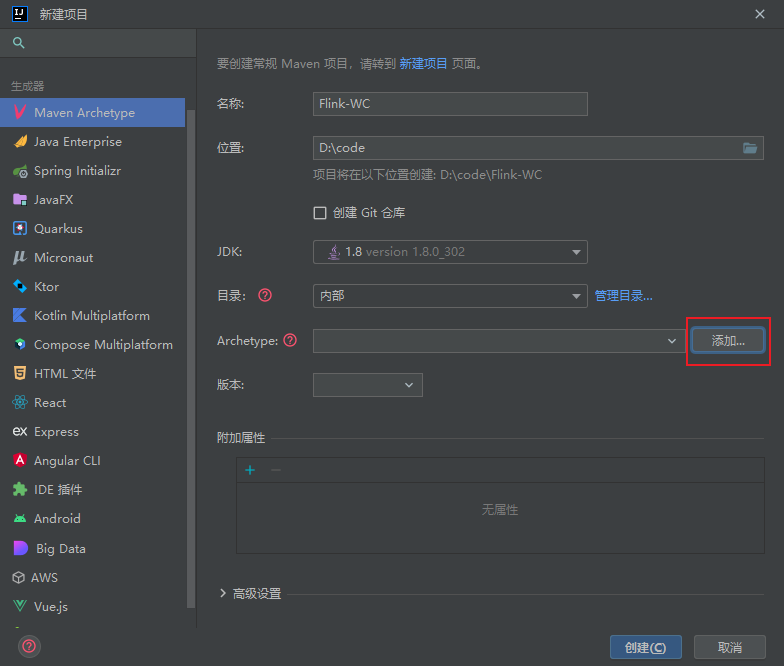 新建项目
生成器
Maven Archetype
Java Enterprise
Spring Initializr
JavaFX
Quarkus
Micronaut
Ktor
Kotlin Multiplatform
Compose Multiplatform
HTML 文件
React
Express
Angular CLI
IDE 插件
Android
Big Data
AWS
Vue.js
要创建常规 Maven 项目，请转到 新建项目 页面。
名称: Flink-WC
位置: D:\code
项目将在以下位置创建: D:\code\Flink-WC
创建 Git 仓库
JDK: 1.8 version 1.8.0_302
目录: 内部 管理目录...
Archetype: 添加...
版本:
附加属性
无属性
高级设置
创建(C) 取消